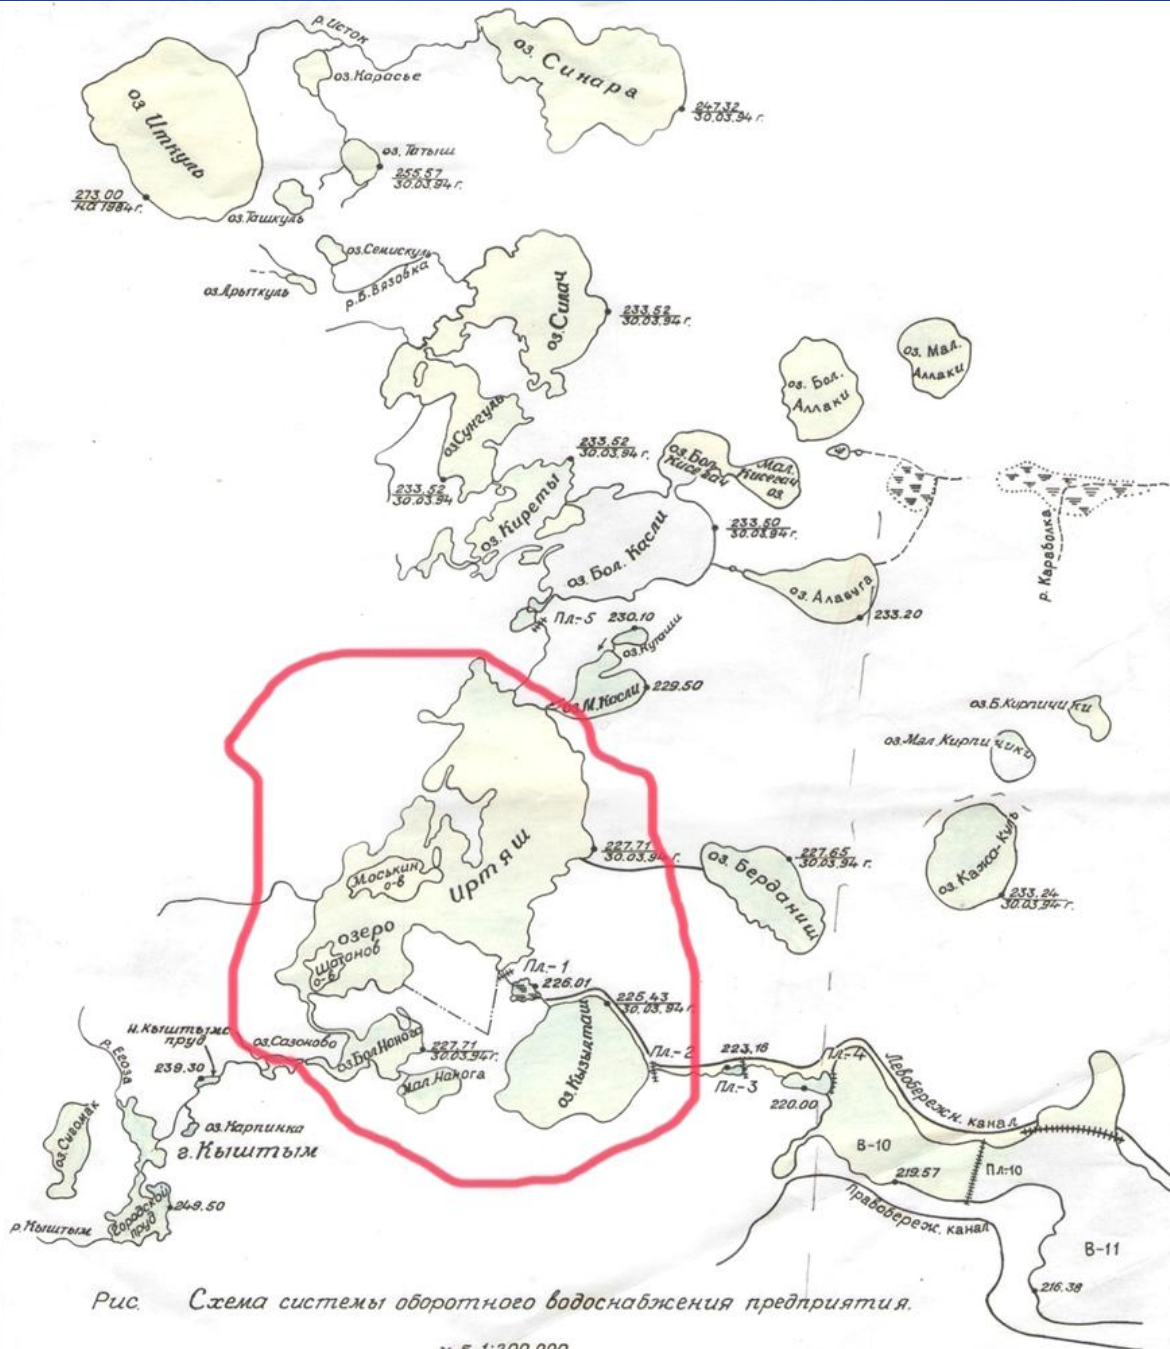 р. Исток
оз. Синара
оз. Карасье
оз Иткуль
247.32
30.03.94 г.
оз. Татыш
255.57
30.03.94 г.
273.00
на 1984 г.
оз. Ташкуль
оз. Семискуль
оз. Арыткуль
р. В. Вязовка
оз. Силач
233.52
30.03.94 г.
оз. Мал.
Аллаки
оз. Бол.
Аллаки
оз Сунгуль
233.52
30.03.94 г.
оз. Бол.
Кисегач
Мал.
Кисегач
оз.
233.52
30.03.94
оз. Киреты
233.50
30.03.94 г.
оз. Бол. Касли
р. Караболка
оз. Алабуга
233.20
Пл.-5
230.10
оз. Куташи
оз. М. Касли
229.50
оз. Б. Кирпичики
оз. Мал. Кирпичики
227.71
30.03.94 г.
Иртяш
оз. Берданиш
227.65
30.03.94 г.
оз. Кажа-Куль
233.24
30.03.94 г.
Моськин
о-в
озеро
Шатанов
о-в
Пл.-1
226.01
225.43
30.03.94 г.
Н. Кыштымс
пруд
оз. Сазоново
оз. Бол. Нанога
227.71
30.03.94 г.
оз. Кызылташ
Пл.-2
223.16
Пл.-4
Левобережн. канал
р. Егоза
239.30
Мал. Нанога
Пл.-3
220.00
оз. Сугомак
оз. Карпинка
г. Кыштым
В-10
219.57
Пл.-10
249.50
р. Кыштым
Городской
пруд
Правобереж. канал
В-11
216.38
Рис. Схема системы оборотного водоснабжения предприятия.